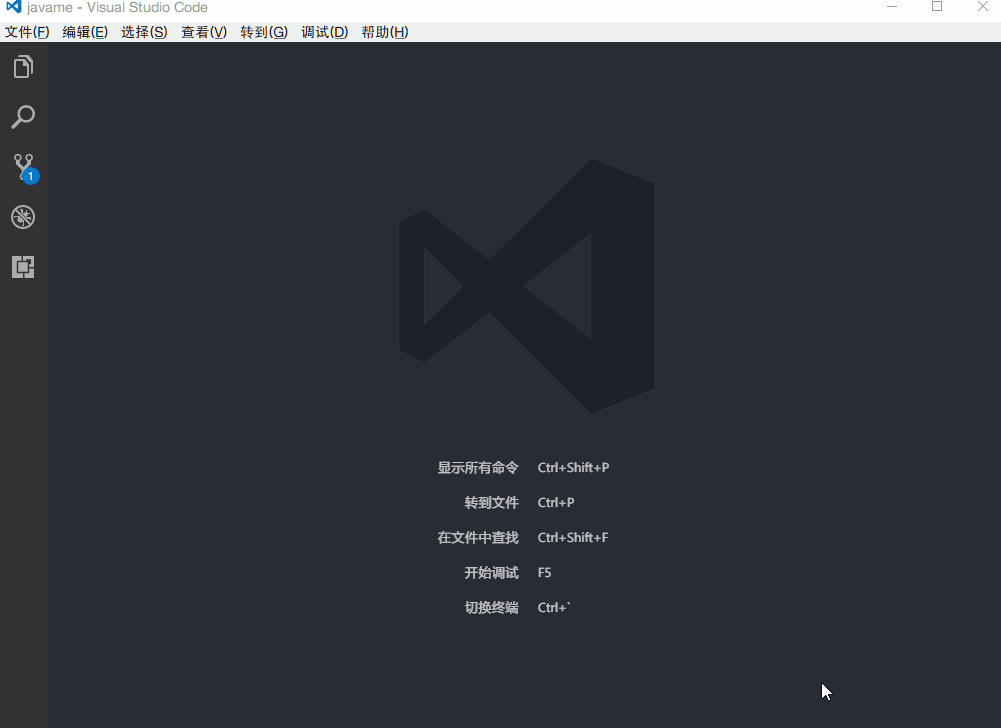 javame - Visual Studio Code
文件(F) 编辑(E) 选择(S) 查看(V) 转到(G) 调试(D) 帮助(H)
1
显示所有命令 Ctrl+Shift+P
转到文件 Ctrl+P
在文件中查找 Ctrl+Shift+F
开始调试 F5
切换终端 Ctrl+`